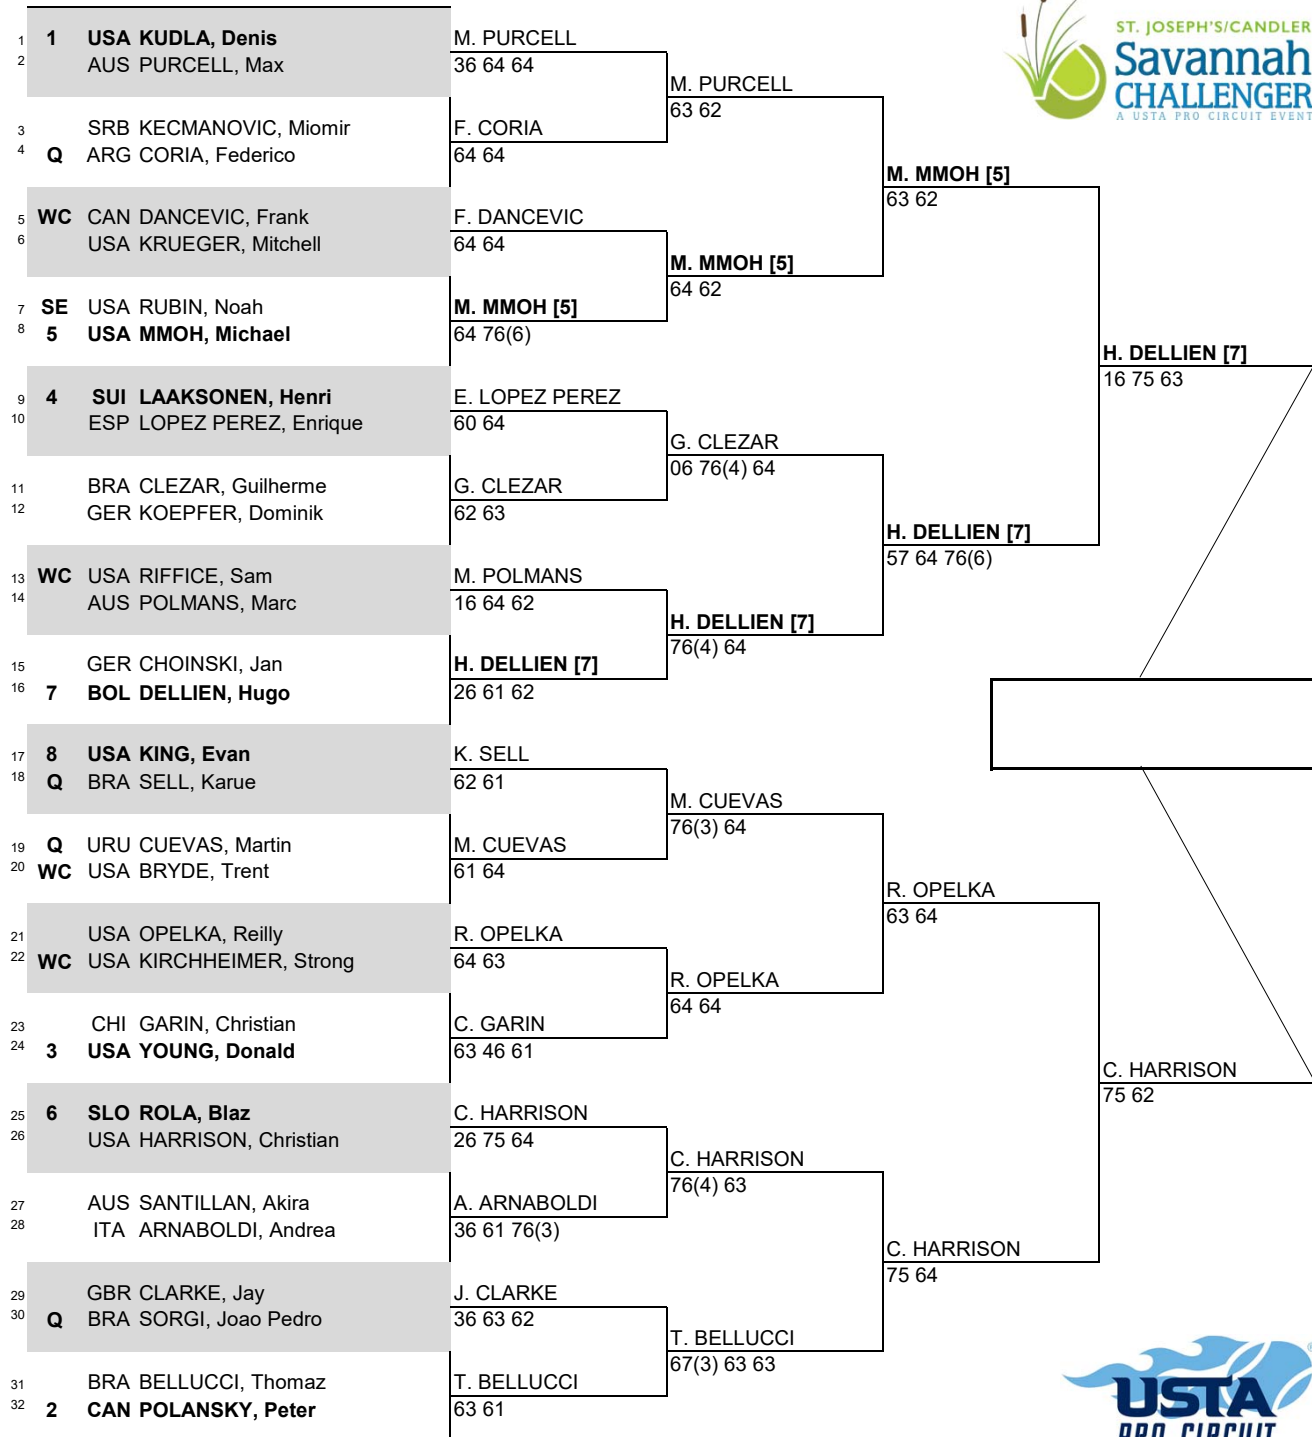 ST. JOSEPH'S/CANDLER
Savannah
CHALLENGER
A USTA PRO CIRCUIT EVENT
1 1 USA KUDLA, Denis
2 AUS PURCELL, Max
3 SRB KECMANOVIC, Miomir
4 Q ARG CORIA, Federico
5 WC CAN DANCEVIC, Frank
6 USA KRUEGER, Mitchell
7 SE USA RUBIN, Noah
8 5 USA MMOH, Michael
9 4 SUI LAAKSONEN, Henri
10 ESP LOPEZ PEREZ, Enrique
11 BRA CLEZAR, Guilherme
12 GER KOEPFER, Dominik
13 WC USA RIFFICE, Sam
14 AUS POLMANS, Marc
15 GER CHOINSKI, Jan
16 7 BOL DELLIEN, Hugo
17 8 USA KING, Evan
18 Q BRA SELL, Karue
19 Q URU CUEVAS, Martin
20 WC USA BRYDE, Trent
21 USA OPELKA, Reilly
22 WC USA KIRCHHEIMER, Strong
23 CHI GARIN, Christian
24 3 USA YOUNG, Donald
25 6 SLO ROLA, Blaz
26 USA HARRISON, Christian
27 AUS SANTILLAN, Akira
28 ITA ARNABOLDI, Andrea
29 GBR CLARKE, Jay
30 Q BRA SORGI, Joao Pedro
31 BRA BELLUCCI, Thomaz
32 2 CAN POLANSKY, Peter
M. PURCELL
36 64 64
F. CORIA
64 64
F. DANCEVIC
64 64
M. MMOH [5]
64 76(6)
E. LOPEZ PEREZ
60 64
G. CLEZAR
62 63
M. POLMANS
16 64 62
H. DELLIEN [7]
26 61 62
K. SELL
62 61
M. CUEVAS
61 64
R. OPELKA
64 63
C. GARIN
63 46 61
C. HARRISON
26 75 64
A. ARNABOLDI
36 61 76(3)
J. CLARKE
36 63 62
T. BELLUCCI
63 61
M. PURCELL
63 62
M. MMOH [5]
64 62
G. CLEZAR
06 76(4) 64
H. DELLIEN [7]
76(4) 64
M. CUEVAS
76(3) 64
R. OPELKA
64 64
C. HARRISON
76(4) 63
T. BELLUCCI
67(3) 63 63
M. MMOH [5]
63 62
H. DELLIEN [7]
57 64 76(6)
R. OPELKA
63 64
C. HARRISON
75 64
H. DELLIEN [7]
16 75 63
C. HARRISON
75 62
USTA
PRO CIRCUIT